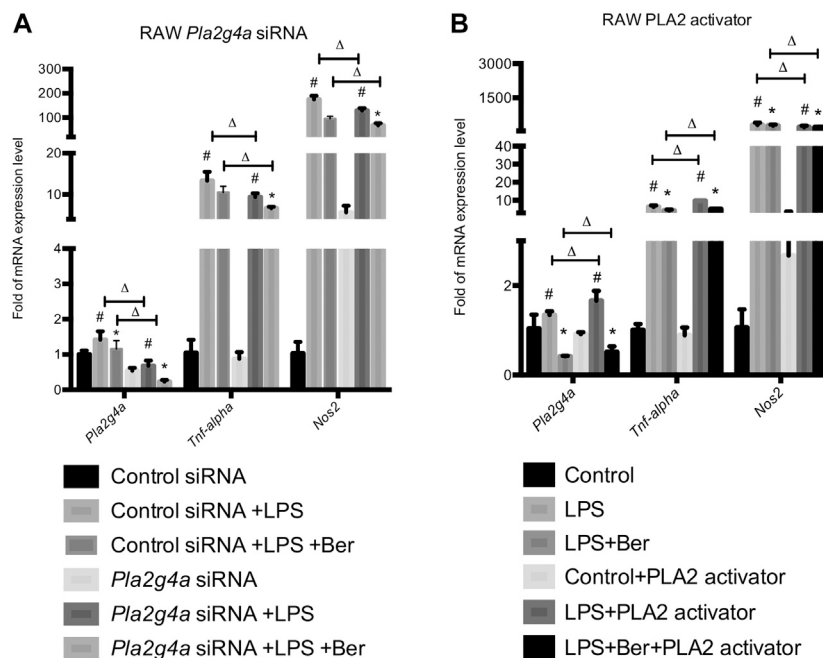 A
RAW Pla2g4a siRNA
Fold of mRNA expression level
300
200
100
20
10
4
3
2
1
0
# Δ # Δ *
# Δ # Δ *
# * Δ # Δ *
Pla2g4a
Tnf-alpha
Nos2
Control siRNA
Control siRNA +LPS
Control siRNA +LPS +Ber
Pla2g4a siRNA
Pla2g4a siRNA +LPS
Pla2g4a siRNA +LPS +Ber
B
RAW PLA2 activator
Fold of mRNA expression level
3000
1500
40
30
20
10
2
1
0
# * Δ Δ # *
# * Δ Δ # *
# * Δ Δ # *
Pla2g4a
Tnf-alpha
Nos2
Control
LPS
LPS+Ber
Control+PLA2 activator
LPS+PLA2 activator
LPS+Ber+PLA2 activator